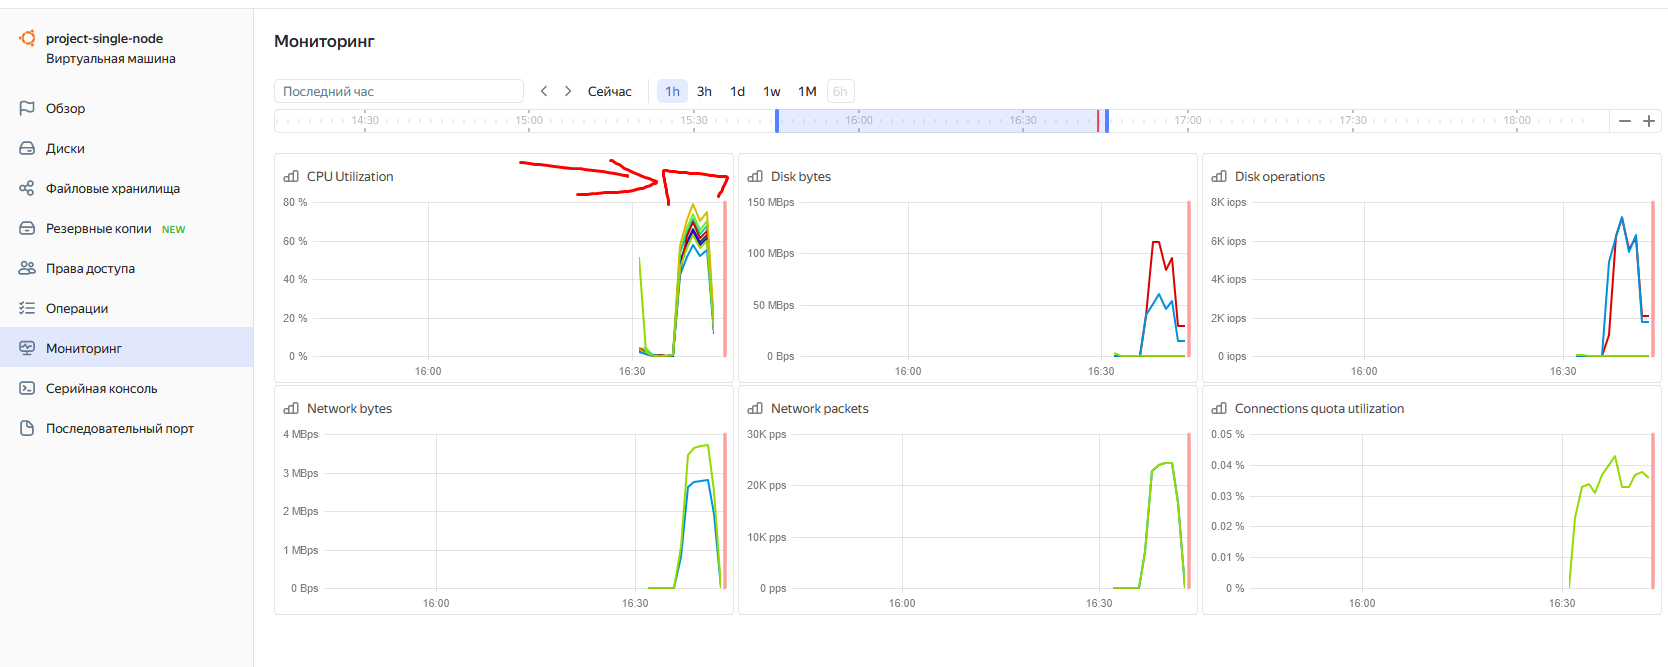 project-single-node
Виртуальная машина
Обзор
Диски
Файловые хранилища
Резервные копии NEW
Права доступа
Операции
Мониторинг
Серийная консоль
Последовательный порт
Мониторинг
Последний час
Сейчас
1h 3h 1d 1w 1M 6h
14:30 15:00 15:30 16:00 16:30 17:00 17:30 18:00
CPU Utilization
80 %
60 %
40 %
20 %
0 %
16:00 16:30
Disk bytes
150 MBps
100 MBps
50 MBps
0 Bps
16:00 16:30
Disk operations
8K iops
6K iops
4K iops
2K iops
0 iops
16:00 16:30
Network bytes
4 MBps
3 MBps
2 MBps
1 MBps
0 Bps
16:00 16:30
Network packets
30K pps
20K pps
10K pps
0 pps
16:00 16:30
Connections quota utilization
0.05 %
0.04 %
0.03 %
0.02 %
0.01 %
0 %
16:00 16:30